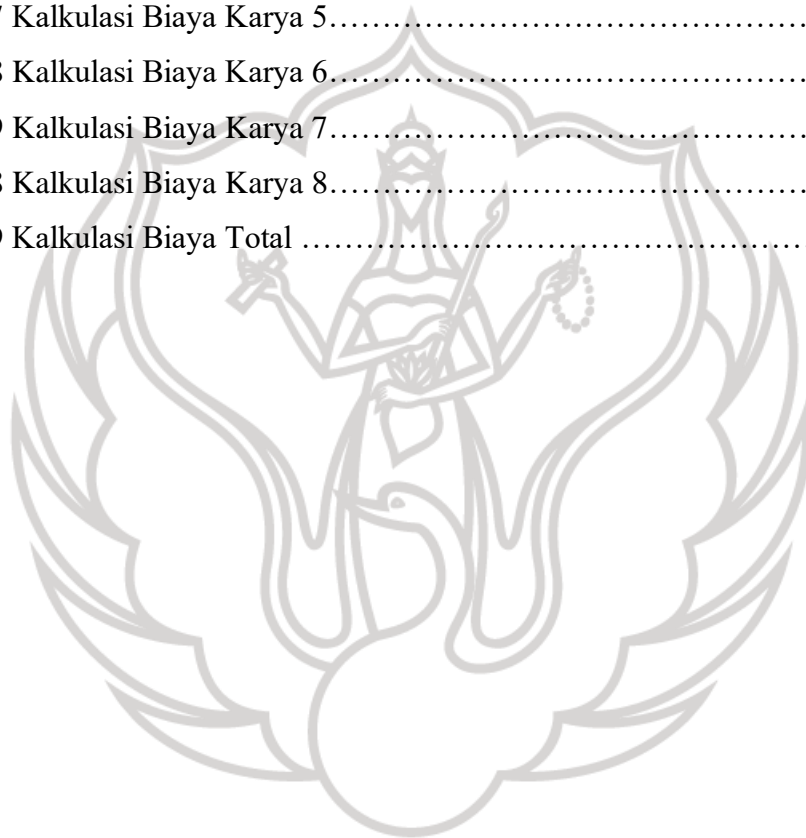 7 Kalkulasi Biaya Karya 5……………………………………………
8 Kalkulasi Biaya Karya 6……………………………………………
9 Kalkulasi Biaya Karya 7……………………………………………
8 Kalkulasi Biaya Karya 8……………………………………………
9 Kalkulasi Biaya Total ………………………………………………